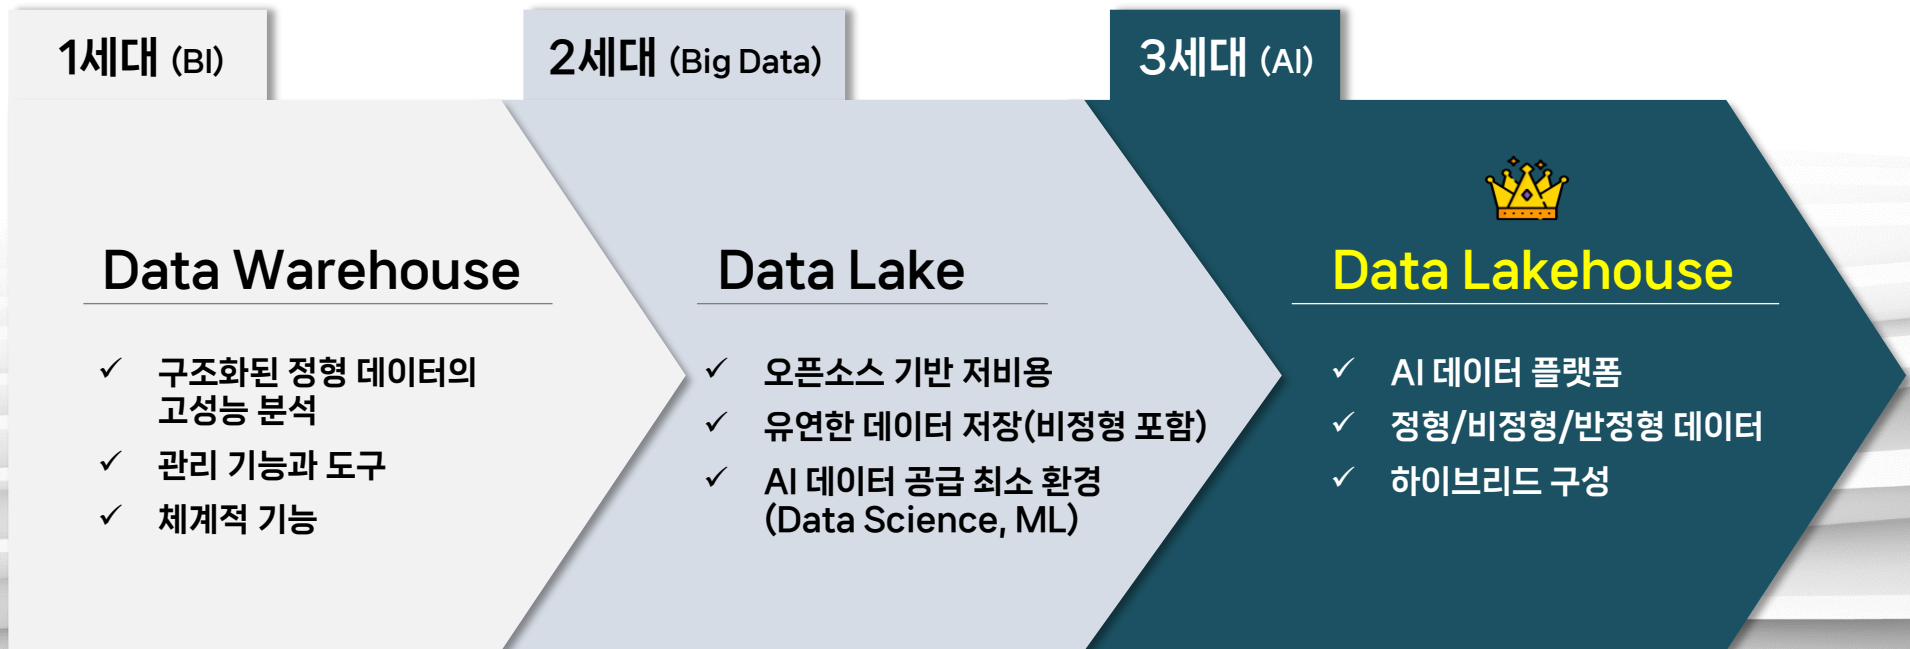 1세대 (BI)
Data Warehouse
✓ 구조화된 정형 데이터의
고성능 분석
✓ 관리 기능과 도구
✓ 체계적 기능
2세대 (Big Data)
Data Lake
✓ 오픈소스 기반 저비용
✓ 유연한 데이터 저장(비정형 포함)
✓ AI 데이터 공급 최소 환경
(Data Science, ML)
3세대 (AI)
Data Lakehouse
✓ AI 데이터 플랫폼
✓ 정형/비정형/반정형 데이터
✓ 하이브리드 구성